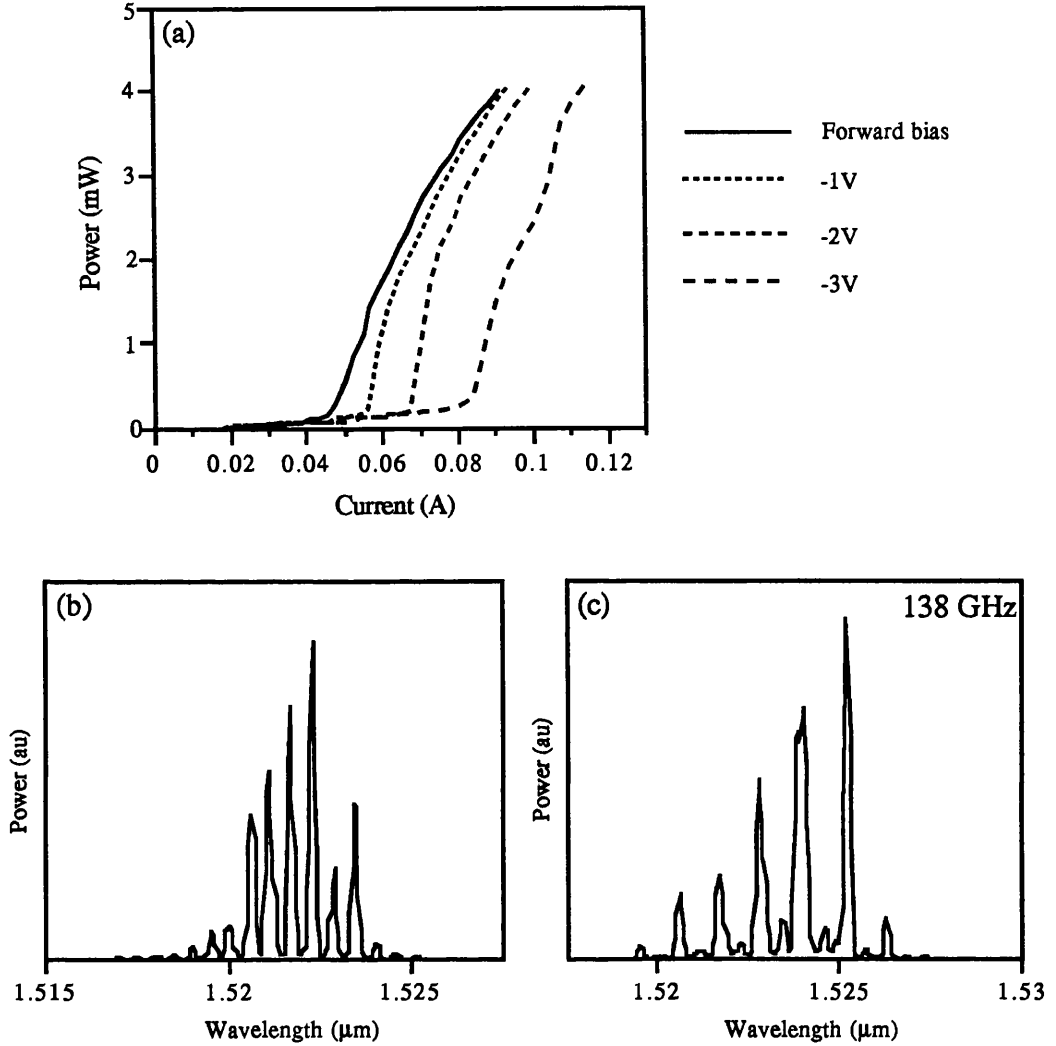 (a)
5
4
3
2
1
0
Power (mW)
0 0.02 0.04 0.06 0.08 0.1 0.12
Current (A)
Forward bias
-1V
-2V
-3V
(b)
Power (au)
1.515 1.52 1.525
Wavelength (μm)
(c)
138 GHz
Power (au)
1.52 1.525 1.53
Wavelength (μm)